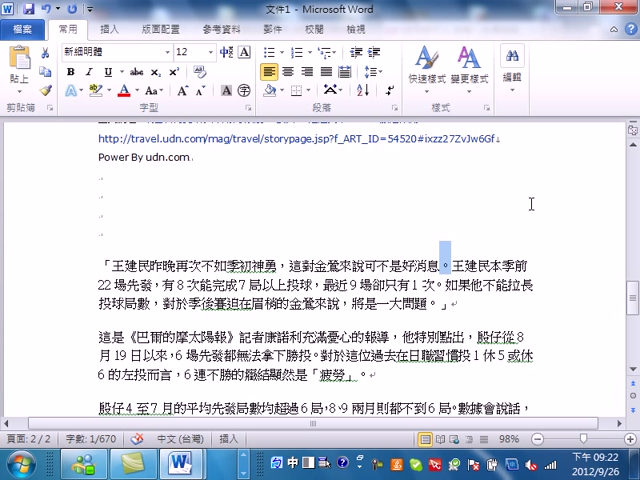 文件1 - Microsoft Word
檔案
常用
插入
版面配置
參考資料
郵件
校閱
檢視
貼上
新細明體
12
快速樣式
變更樣式
編輯
剪貼簿
字型
段落
樣式
http://travel.udn.com/mag/travel/storypage.jsp?f_ART_ID=54520#ixzz27ZvJw6Gf
Power By udn.com
「王建民昨晚再次不如季初神勇，這對金鶯來說可不是好消息。王建民本季前
22場先發，有8次能完成7局以上投球，最近9場卻只有1次。如果他不能拉長
投球局數，對於季後賽迫在眉梢的金鶯來說，將是一大問題。」
這是《巴爾的摩太陽報》記者康諾利充滿憂心的報導，他特別點出，殷仔從8
月19日以來，6場先發都無法拿下勝投。對於這位過去在日職習慣投1休5或休
6的左投而言，6連不勝的癥結顯然是「疲勞」。
殷仔4至7月的平均先發局數均超過6局，8、9兩月則都不到6局。數據會說話，
頁面: 2 / 2
字數: 1/670
中文 (台灣)
插入
98%
中
下午 09:22
2012/9/26